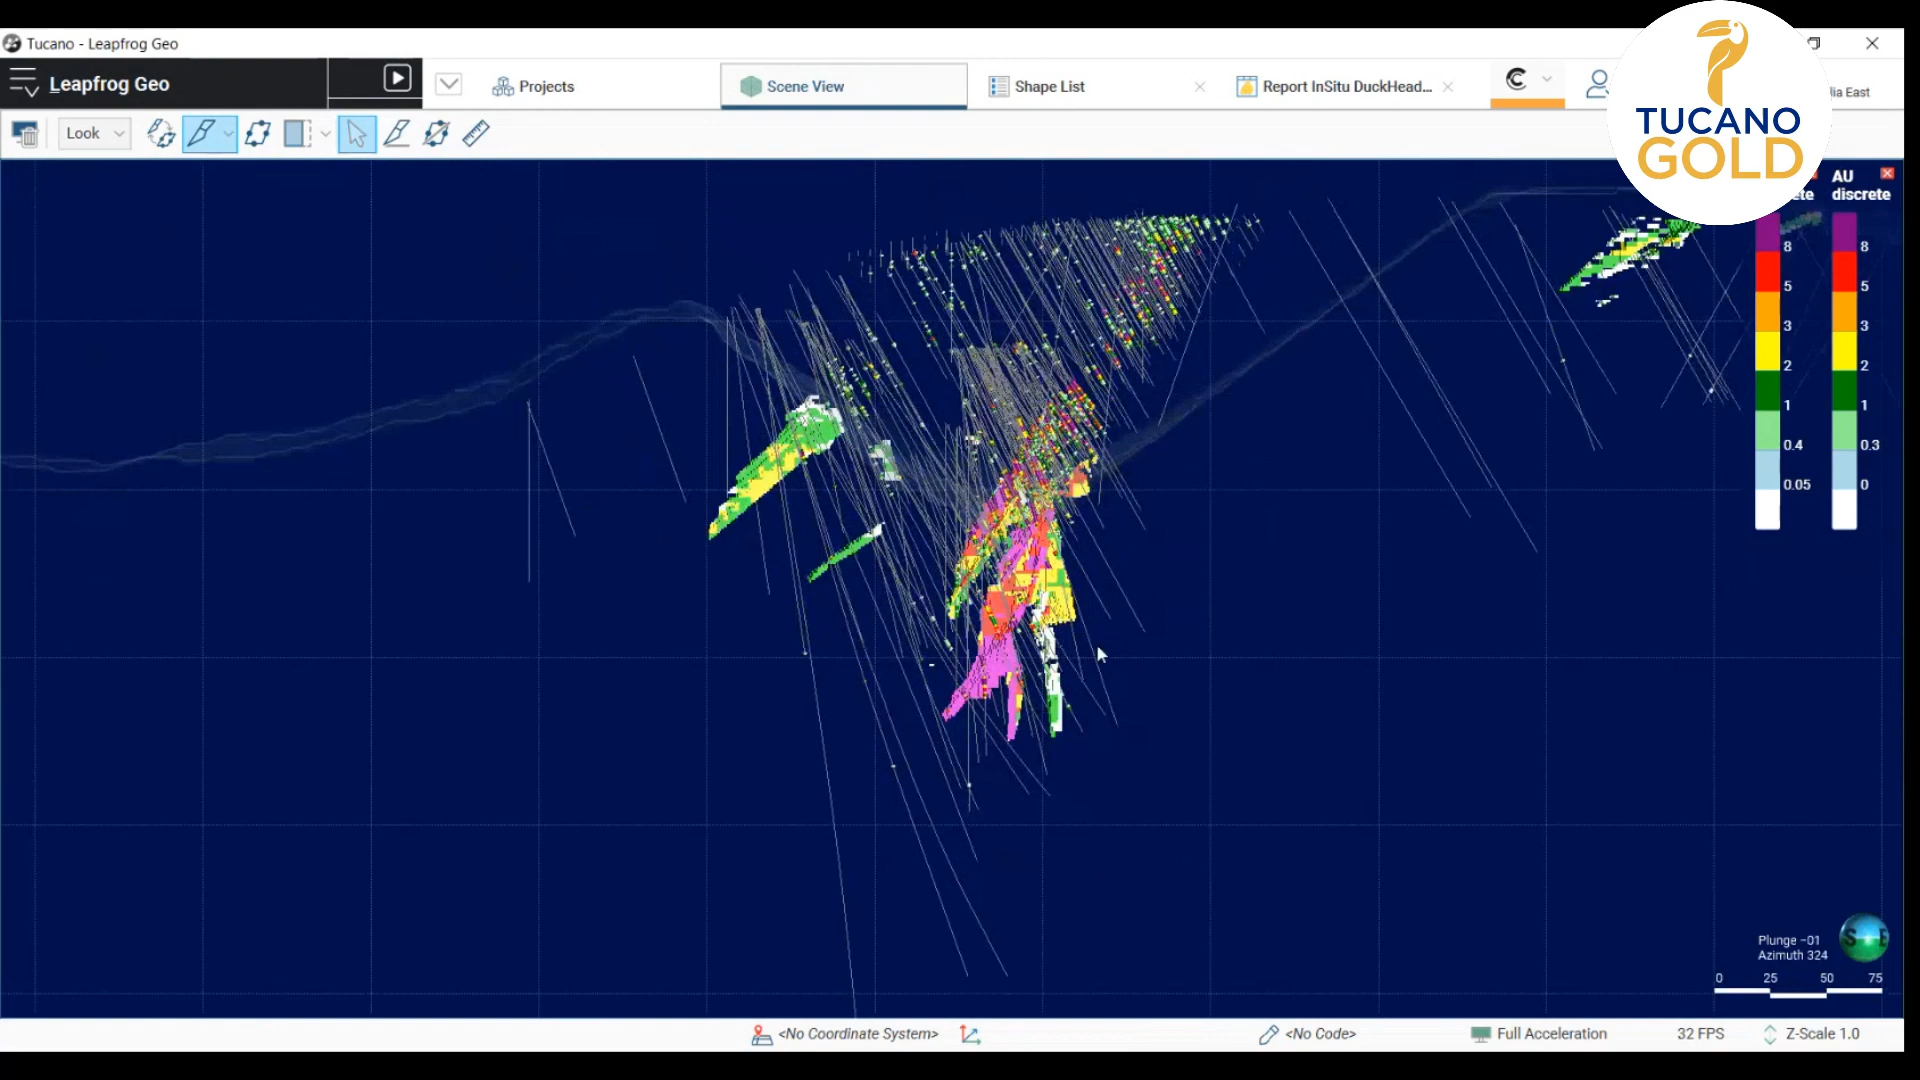 Tucano - Leapfrog Geo
Leapfrog Geo
Projects
Scene View
Shape List
Report InSitu DuckHead...
lia East
TUCANO
GOLD
Look
ete
AU
discrete
8
5
3
2
1
0.4
0.05
8
5
3
2
1
0.3
0
Plunge -01
Azimuth 324
S E
0 25 50 75
<No Coordinate System>
<No Code>
Full Acceleration
32 FPS
Z-Scale 1.0